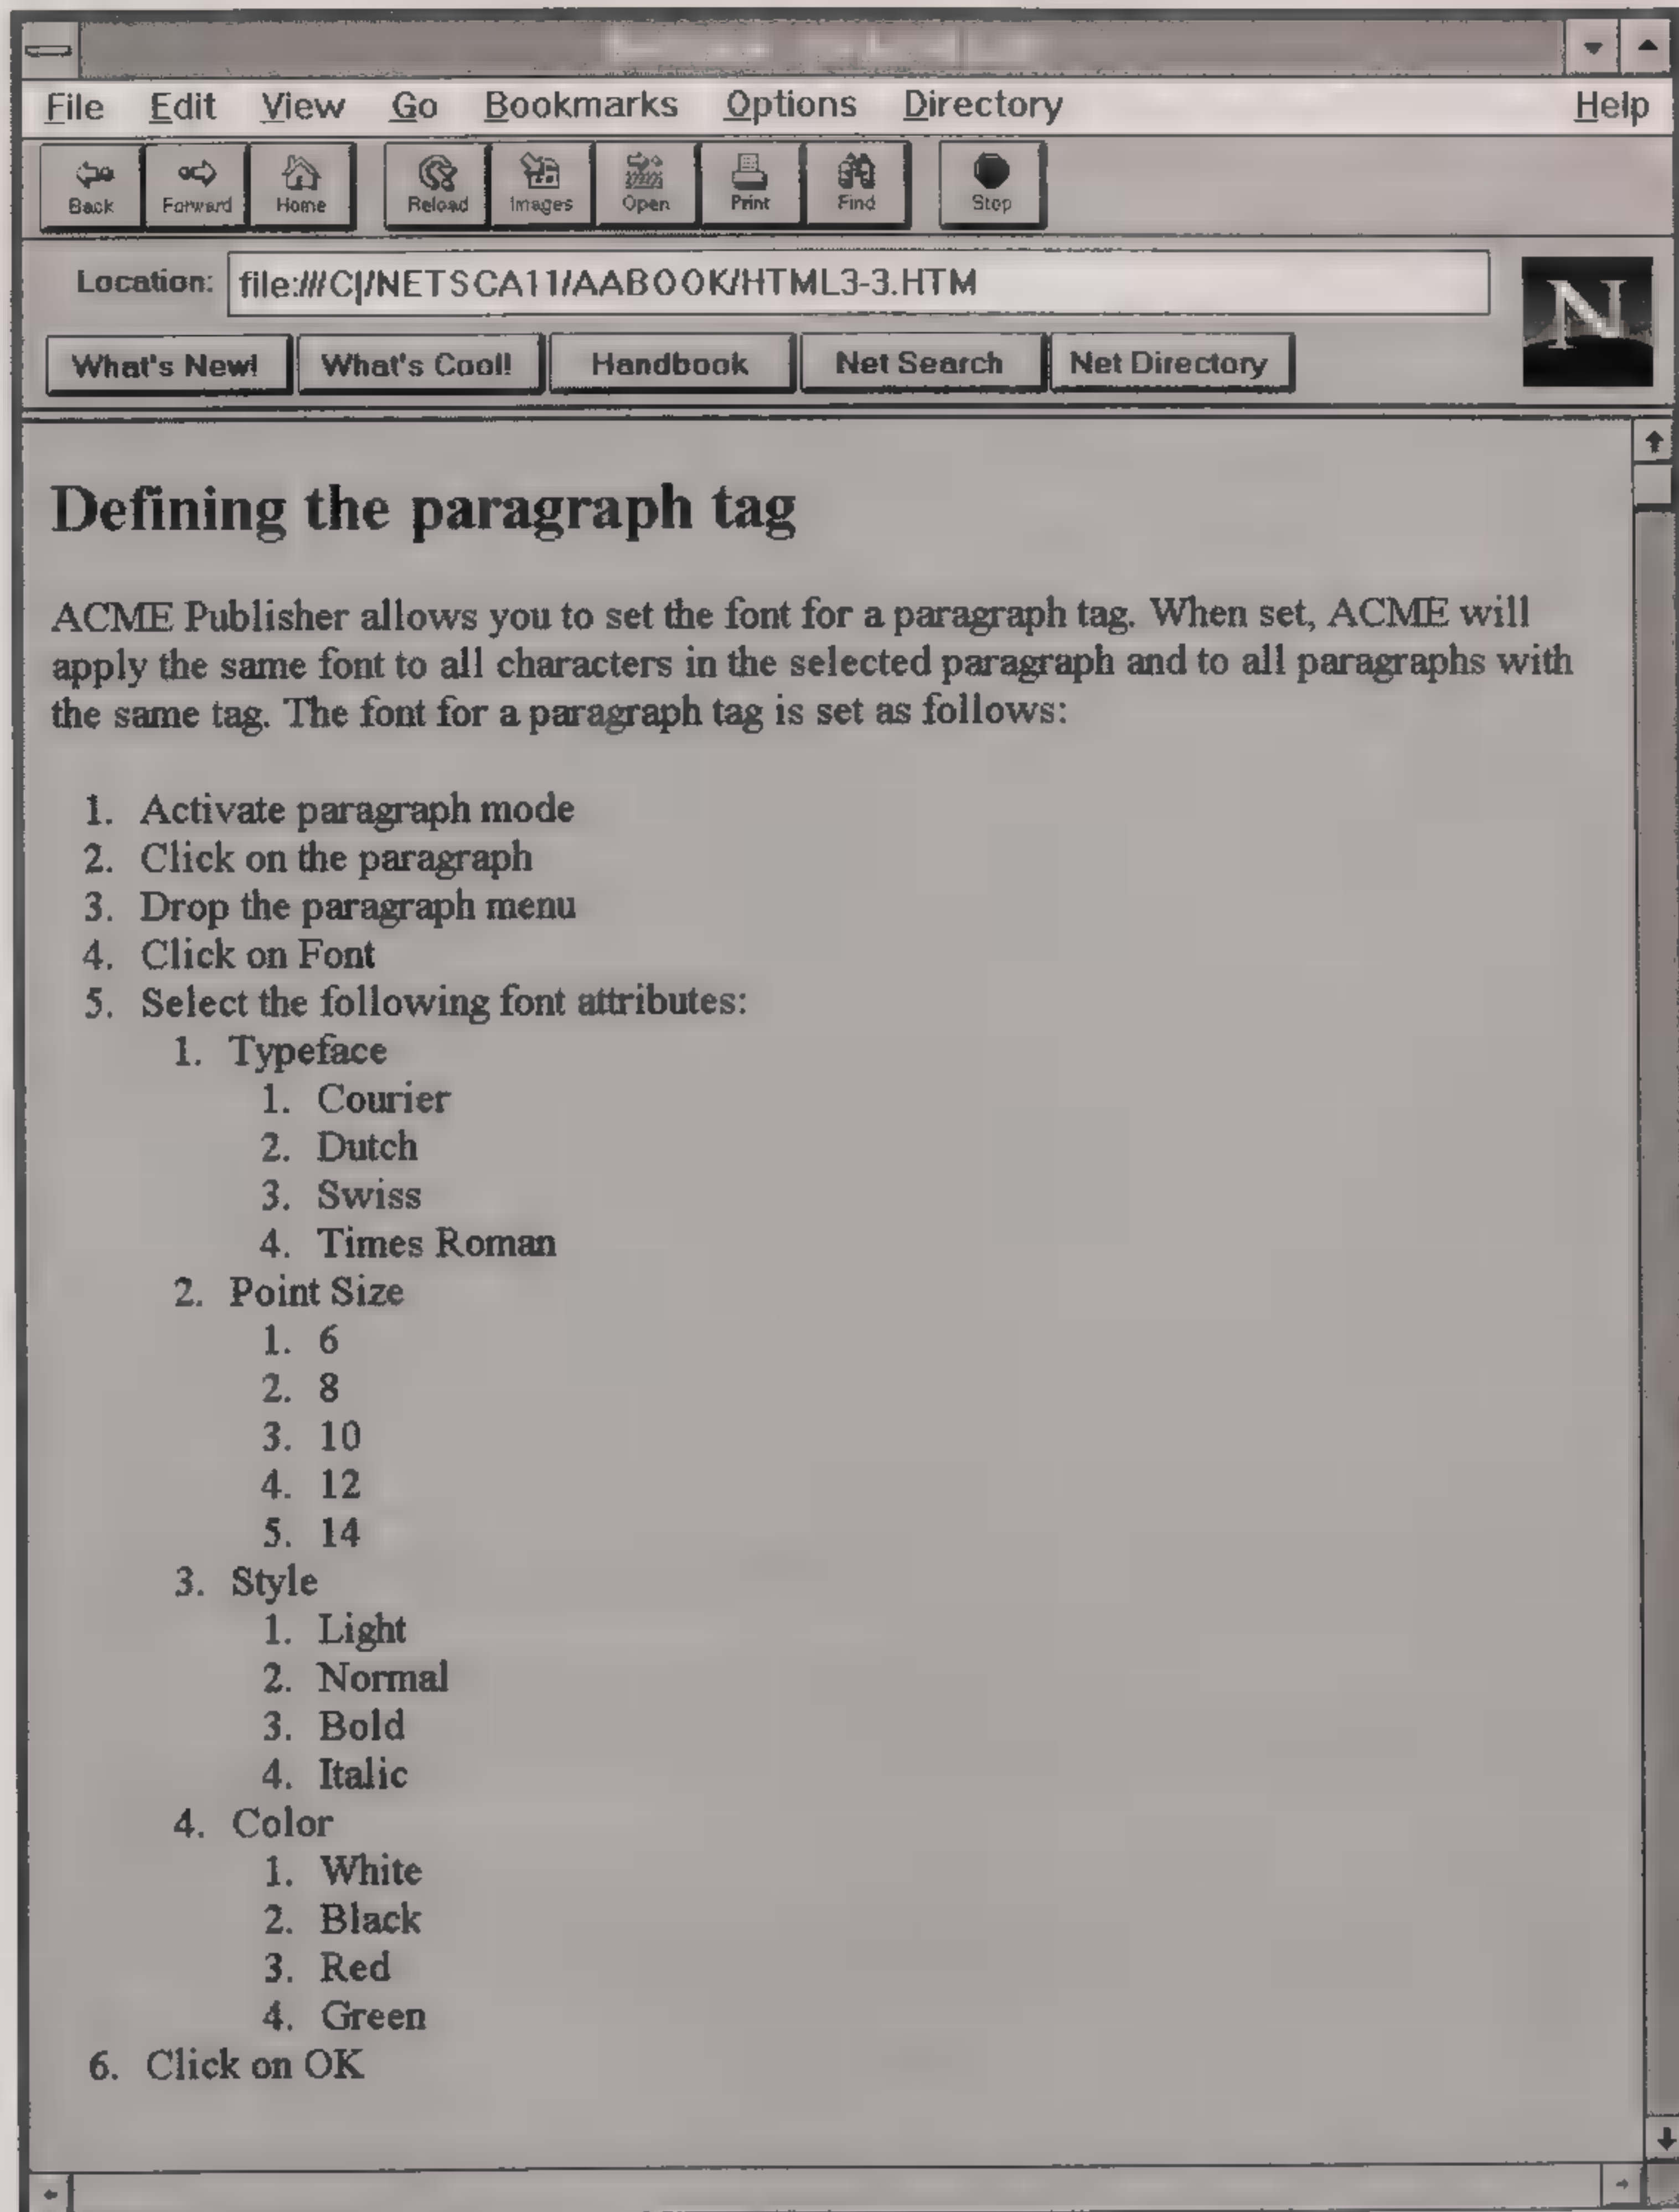 File Edit View Go Bookmarks Options Directory Help
Back Forward Home Reload Images Open Print Find Stop
Location: file:///C|/NETSCA11/AABOOK/HTML3-3.HTM
N
What's New! What's Cool! Handbook Net Search Net Directory
Defining the paragraph tag
ACME Publisher allows you to set the font for a paragraph tag. When set, ACME will
apply the same font to all characters in the selected paragraph and to all paragraphs with
the same tag. The font for a paragraph tag is set as follows:
1. Activate paragraph mode
2. Click on the paragraph
3. Drop the paragraph menu
4. Click on Font
5. Select the following font attributes:
1. Typeface
1. Courier
2. Dutch
3. Swiss
4. Times Roman
2. Point Size
1. 6
2. 8
3. 10
4. 12
5. 14
3. Style
1. Light
2. Normal
3. Bold
4. Italic
4. Color
1. White
2. Black
3. Red
4. Green
6. Click on OK